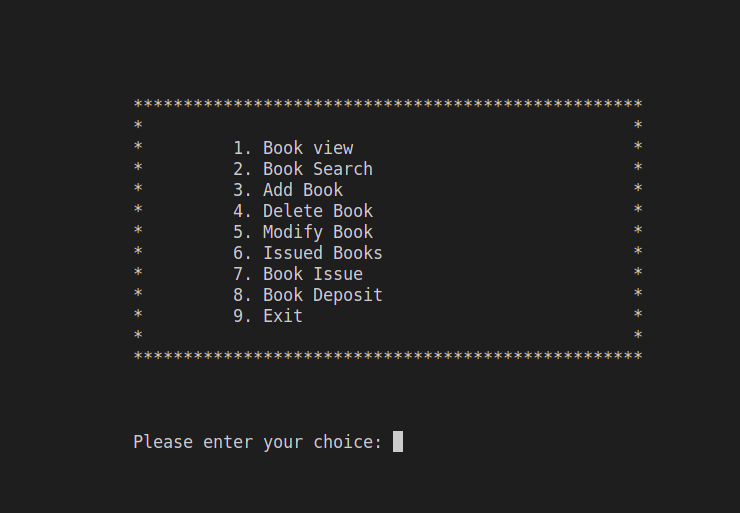 ***************************************************
*                                                 *
*         1. Book view                            *
*         2. Book Search                          *
*         3. Add Book                             *
*         4. Delete Book                          *
*         5. Modify Book                          *
*         6. Issued Books                         *
*         7. Book Issue                           *
*         8. Book Deposit                         *
*         9. Exit                                 *
*                                                 *
***************************************************
Please enter your choice: